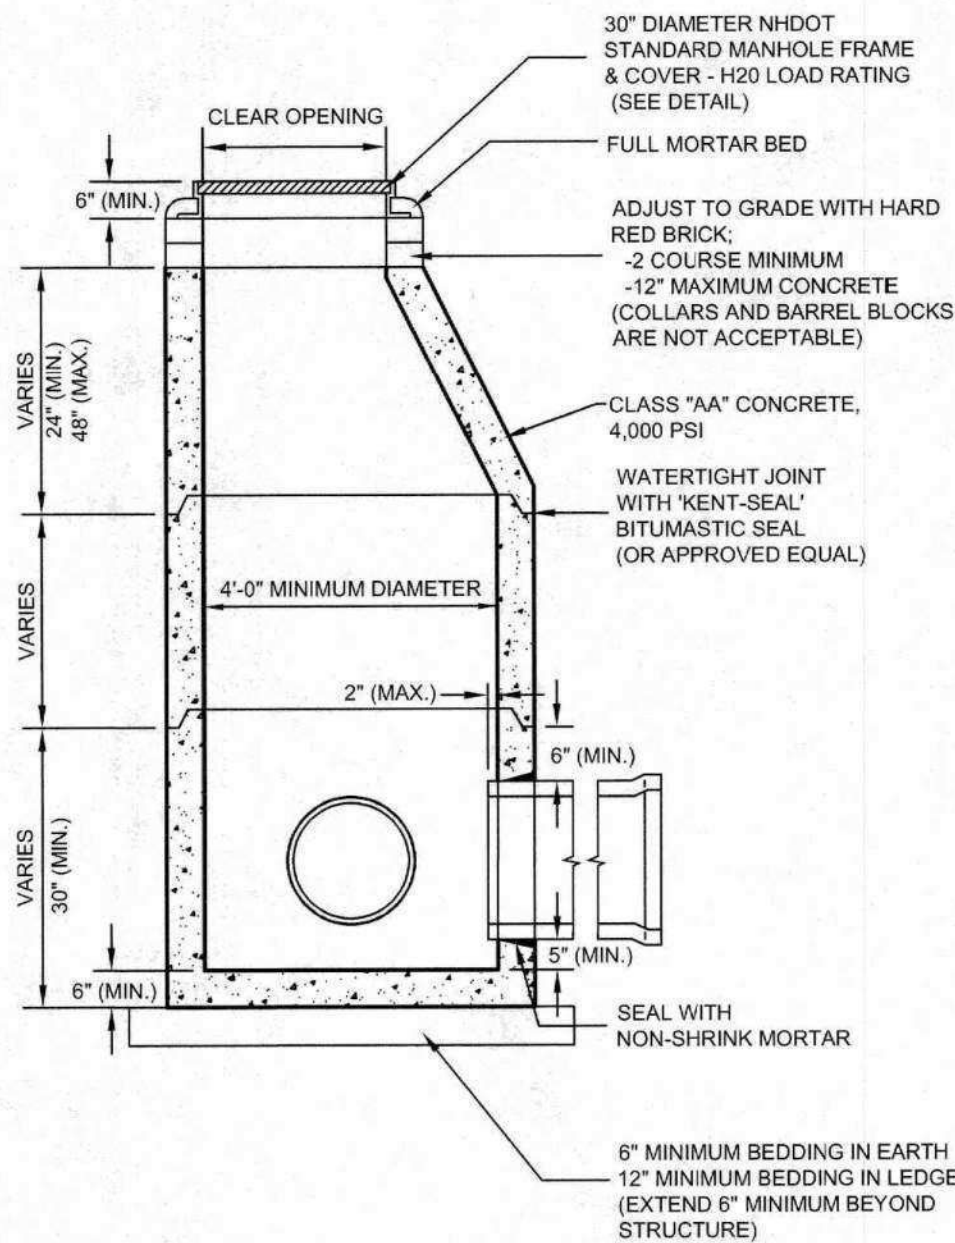 30" DIAMETER NHDOT
STANDARD MANHOLE FRAME
& COVER - H20 LOAD RATING
(SEE DETAIL)
CLEAR OPENING
FULL MORTAR BED
6" (MIN.)
ADJUST TO GRADE WITH HARD
RED BRICK;
-2 COURSE MINIMUM
-12" MAXIMUM CONCRETE
(COLLARS AND BARREL BLOCKS
ARE NOT ACCEPTABLE)
VARIES
24" (MIN.)
48" (MAX.)
CLASS "AA" CONCRETE,
4,000 PSI
WATERTIGHT JOINT
WITH 'KENT-SEAL'
BITUMASTIC SEAL
(OR APPROVED EQUAL)
VARIES
4'-0" MINIMUM DIAMETER
2" (MAX.)
6" (MIN.)
VARIES
30" (MIN.)
5" (MIN.)
6" (MIN.)
SEAL WITH
NON-SHRINK MORTAR
6" MINIMUM BEDDING IN EARTH
12" MINIMUM BEDDING IN LEDGE
(EXTEND 6" MINIMUM BEYOND
STRUCTURE)